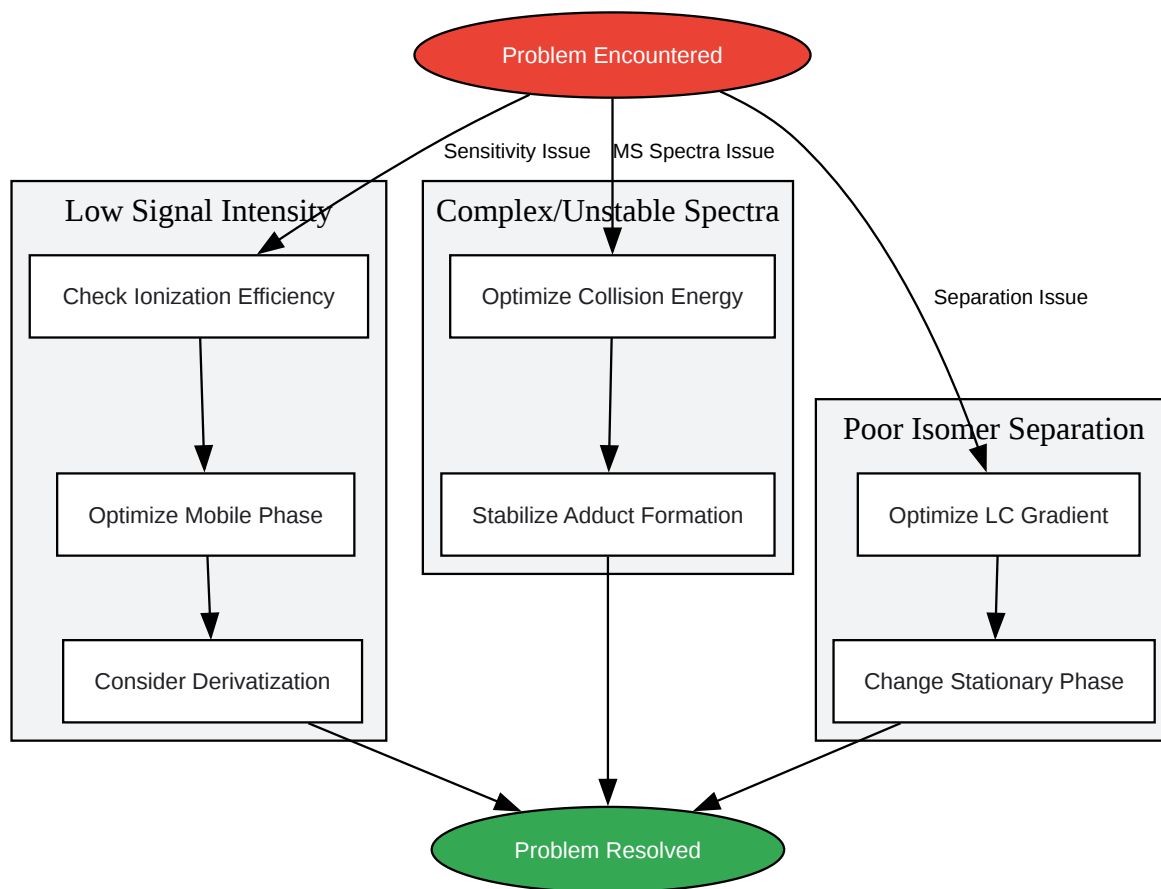 Problem Encountered
Sensitivity Issue
MS Spectra Issue
Low Signal Intensity
Complex/Unstable Spectra
Check Ionization Efficiency
Optimize Collision Energy
Separation Issue
Poor Isomer Separation
Optimize Mobile Phase
Stabilize Adduct Formation
Optimize LC Gradient
Consider Derivatization
Change Stationary Phase
Problem Resolved